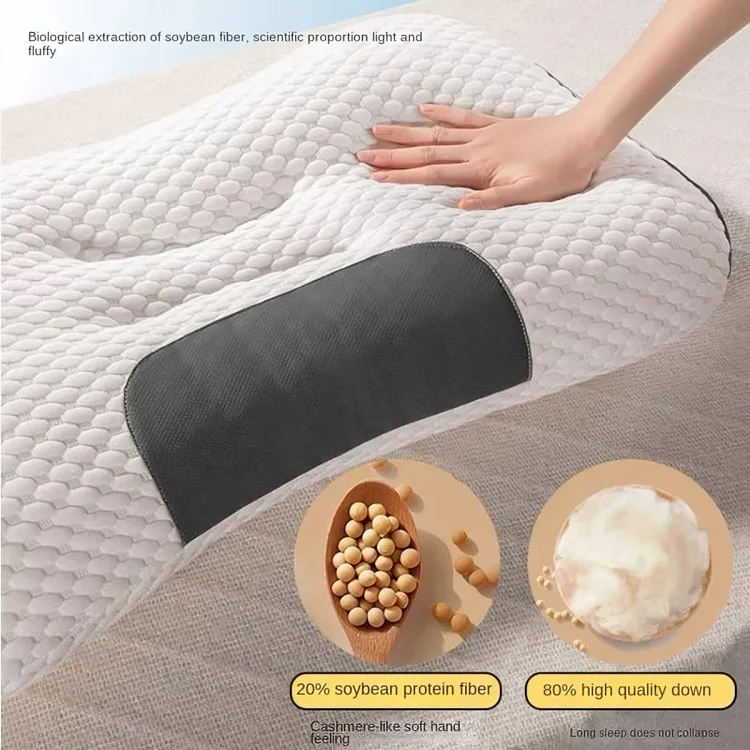 Biological extraction of soybean fiber, scientific proportion light and
fluffy
20% soybean protein fiber
80% high quality down
Cashmere-like soft hand
feeling
Long sleep does not collapse